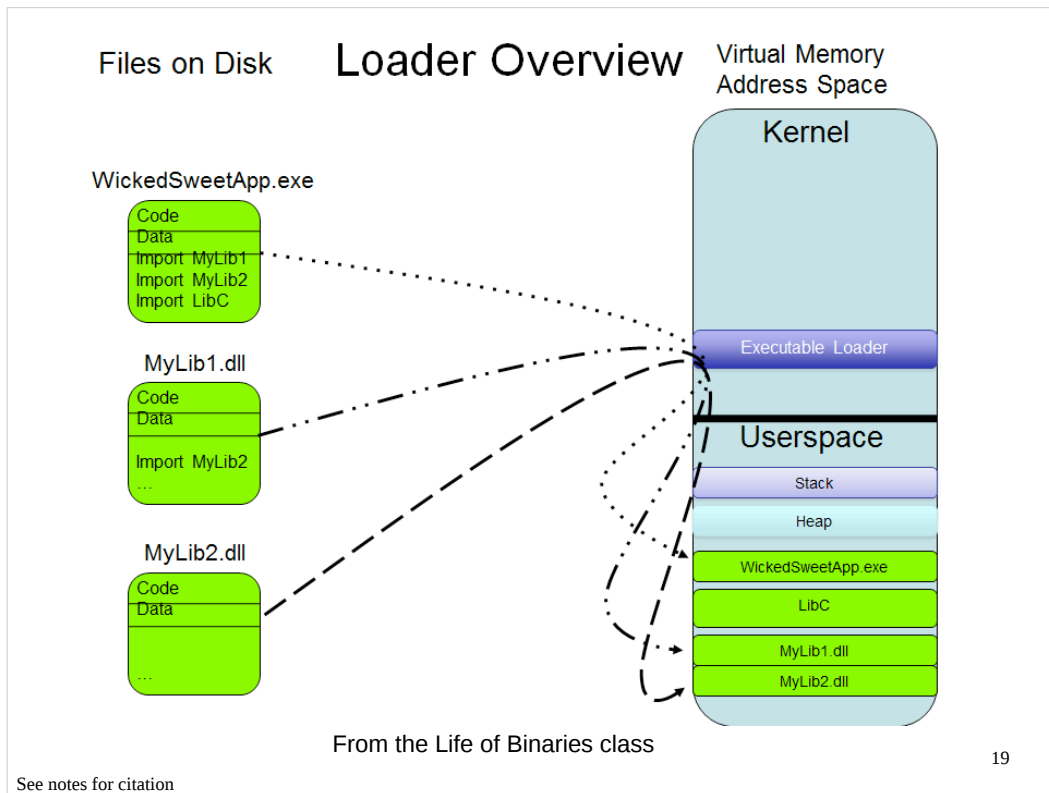 Files on Disk
Loader Overview
Virtual Memory
Address Space
WickedSweetApp.exe
Code
Data
Import MyLib1
Import MyLib2
Import LibC
MyLib1.dll
Code
Data
Import MyLib2
...
MyLib2.dll
Code
Data
...
Kernel
Executable Loader
Userspace
Stack
Heap
WickedSweetApp.exe
LibC
MyLib1.dll
MyLib2.dll
From the Life of Binaries class
19
See notes for citation